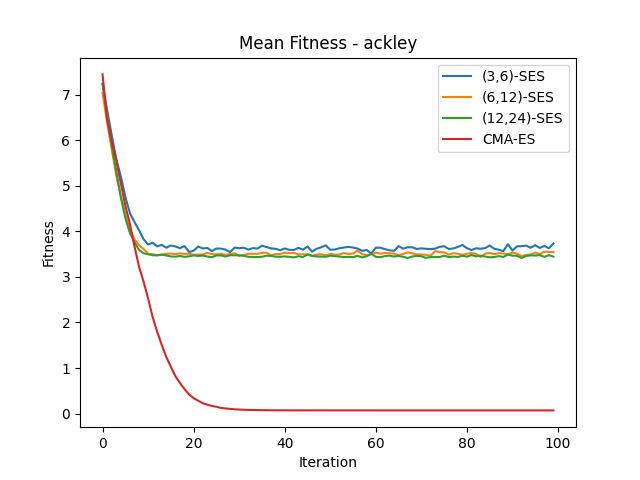 Mean Fitness - ackley
(3,6)-SES
(6,12)-SES
(12,24)-SES
CMA-ES
Fitness
7
6
5
4
3
2
1
0
0 20 40 60 80 100
Iteration